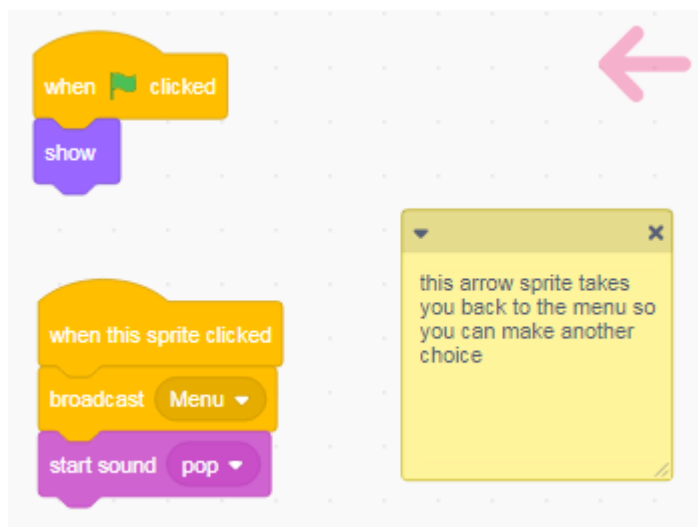 when clicked
show
this arrow sprite takes
you back to the menu so
you can make another
choice
when this sprite clicked
broadcast Menu
start sound pop